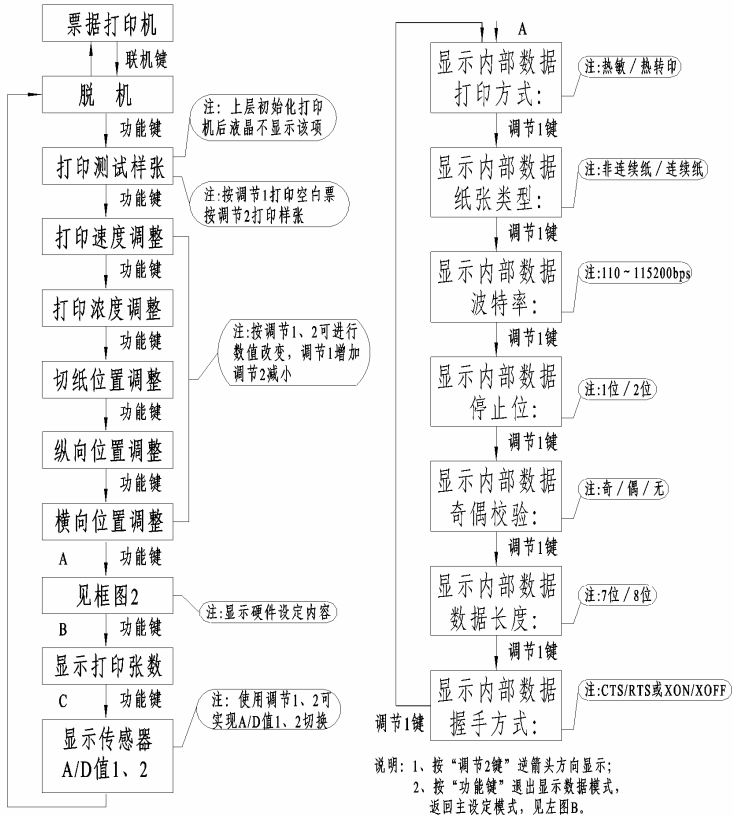 票据打印机
联机键
脱 机
功能键
注: 上层初始化打印
机后液晶不显示该项
打印测试样张
功能键
注:按调节1打印空白票
按调节2打印样张
打印速度调整
功能键
打印浓度调整
功能键
注:按调节1、2可进行
数值改变, 调节1增加
调节2减小
切纸位置调整
功能键
纵向位置调整
功能键
横向位置调整
A 功能键
见框图2
注:显示硬件设定内容
B 功能键
显示打印张数
C 功能键
显示传感器
A/D值1、2
注: 使用调节1、2可
实现A/D值1、2切换
A
显示内部数据
打印方式:
注:热敏/热转印
调节1键
显示内部数据
纸张类型:
注:非连续纸/连续纸
调节1键
显示内部数据
波特率:
注:110~115200bps
调节1键
显示内部数据
停止位:
注:1位/2位
调节1键
显示内部数据
奇偶校验:
注:奇/偶/无
调节1键
显示内部数据
数据长度:
注:7位/8位
调节1键
显示内部数据
握手方式:
注:CTS/RTS或XON/XOFF
调节1键
说明: 1、按“调节2键”逆箭头方向显示;
2、按“功能键”退出显示数据模式,
返回主设定模式, 见左图B。